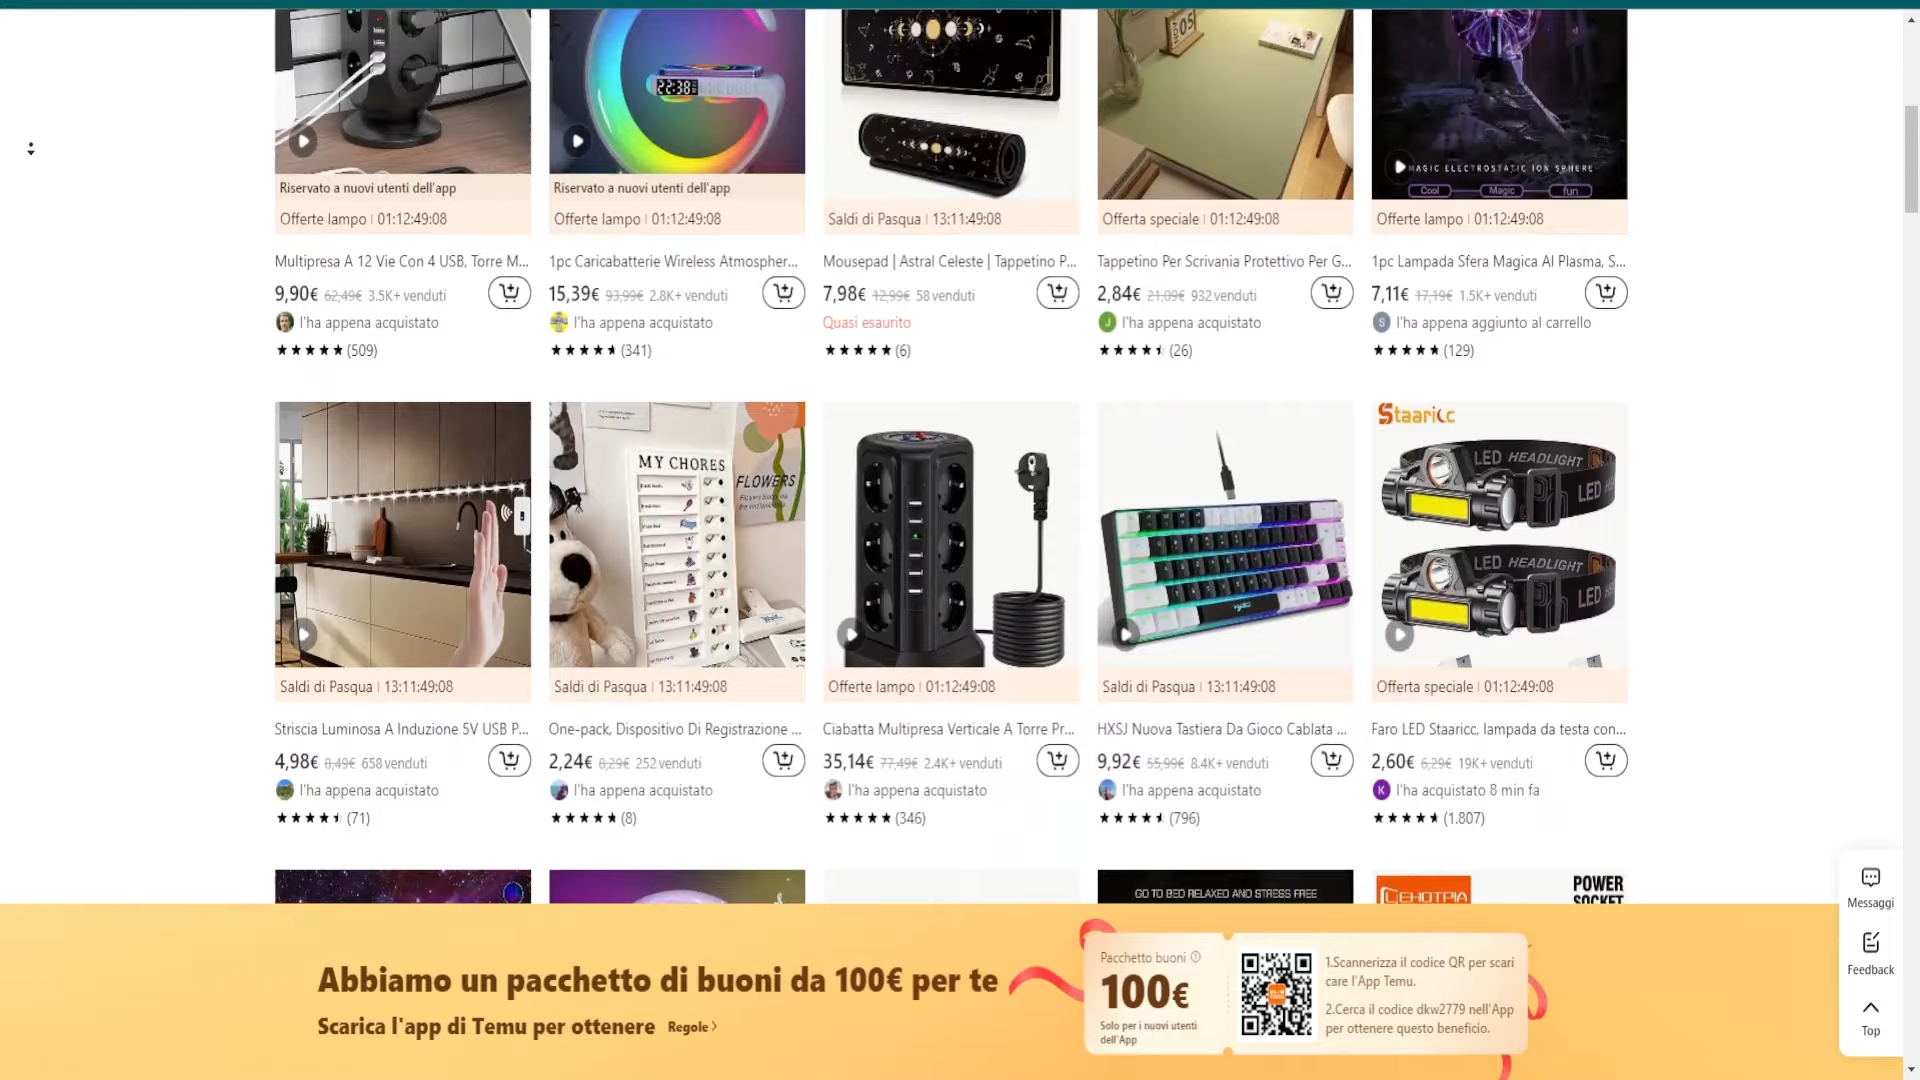 05
22:38
MAGIC ELECTROSTATIC ION SPHERE
Cool
Magic
fun
Riservato a nuovi utenti dell'app
Riservato a nuovi utenti dell'app
Offerte lampo | 01:12:49:08
Offerte lampo | 01:12:49:08
Saldi di Pasqua | 13:11:49:08
Offerta speciale | 01:12:49:08
Offerte lampo | 01:12:49:08
Multipresa A 12 Vie Con 4 USB, Torre M...
1pc Caricabatterie Wireless Atmospher...
Mousepad | Astral Celeste | Tappetino P...
Tappetino Per Scrivania Protettivo Per G...
1pc Lampada Sfera Magica Al Plasma, S...
9,90€ 62,49€ 3.5K+ venduti
15,39€ 93,99€ 2.8K+ venduti
7,98€ 12,99€ 58 venduti
2,84€ 21,09€ 932 venduti
7,11€ 17,19€ 1.5K+ venduti
l'ha appena acquistato
l'ha appena acquistato
Quasi esaurito
J l'ha appena acquistato
S l'ha appena aggiunto al carrello
(509)
(341)
(6)
(26)
(129)
MY CHORES
FLOWERS
Staaricc
LED HEADLIGHT
LED
LED HEADLIGHT
LED
Saldi di Pasqua | 13:11:49:08
Saldi di Pasqua | 13:11:49:08
Offerte lampo | 01:12:49:08
Saldi di Pasqua | 13:11:49:08
Offerta speciale | 01:12:49:08
Striscia Luminosa A Induzione 5V USB P...
One-pack, Dispositivo Di Registrazione ...
Ciabatta Multipresa Verticale A Torre Pr...
HXSJ Nuova Tastiera Da Gioco Cablata ...
Faro LED Staaricc, lampada da testa con...
4,98€ 8,49€ 658 venduti
2,24€ 8,29€ 252 venduti
35,14€ 77,49€ 2.4K+ venduti
9,92€ 55,99€ 8.4K+ venduti
2,60€ 6,29€ 19K+ venduti
l'ha appena acquistato
l'ha appena acquistato
l'ha appena acquistato
l'ha appena acquistato
K l'ha acquistato 8 min fa
(71)
(8)
(346)
(796)
(1.807)
GO TO BED RELAXED AND STRESS FREE
LEHOTPIA
POWER
SOCKET
Abbiamo un pacchetto di buoni da 100€ per te
Scarica l'app di Temu per ottenere Regole
Pacchetto buoni
100€
Solo per i nuovi utenti
dell'App
1.Scannerizza il codice QR per scari
care l'App Temu.
2.Cerca il codice dkw2779 nell'App
per ottenere questo beneficio.
Messaggi
Feedback
Top